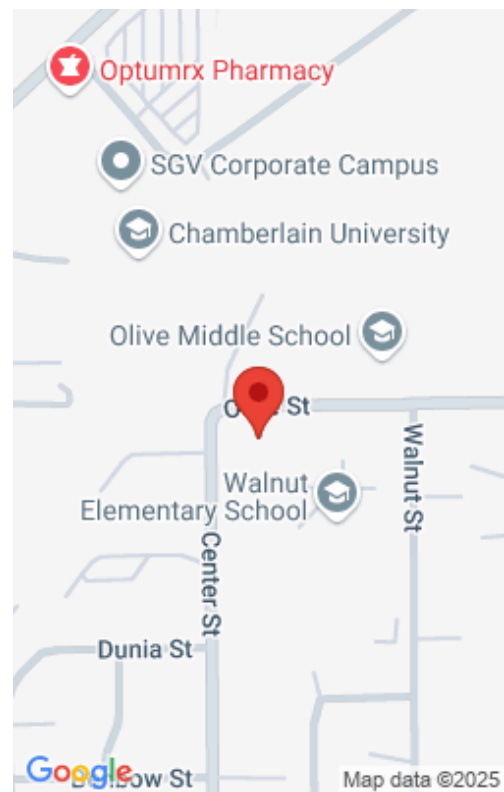 Optumrx Pharmacy
SGV Corporate Campus
Chamberlain University
Olive Middle School
St
Walnut
Elementary School
Walnut St
Center St
Dunia St
Google
St
Map data ©2025